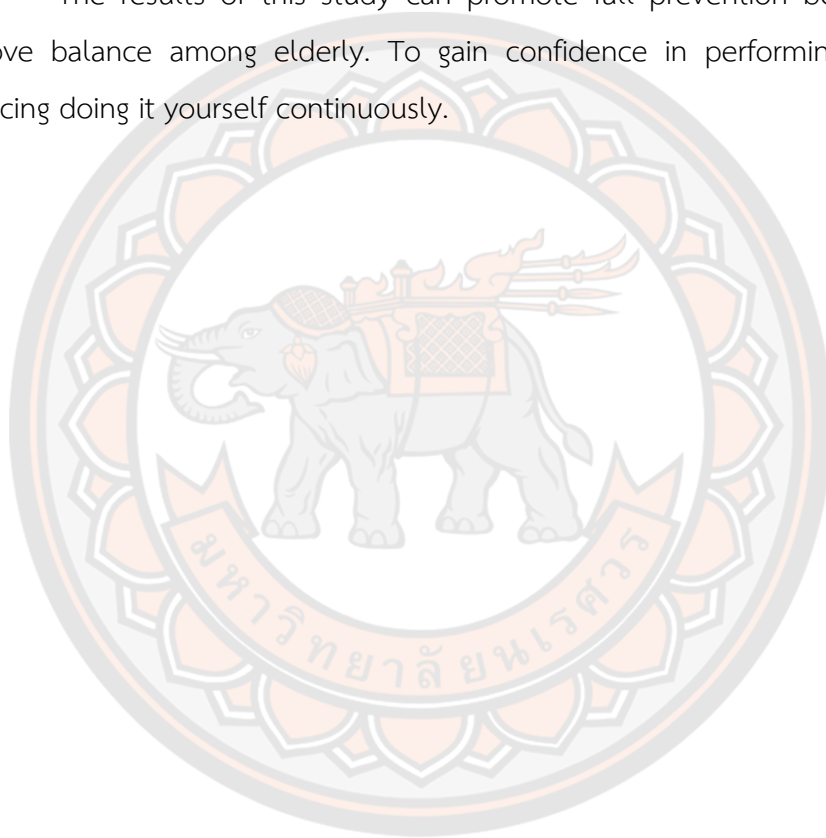 The results of this study can promote fall prevention be
ove balance among elderly. To gain confidence in performin
cing doing it yourself continuously.
มหาวิทยาลัยนเรศวร